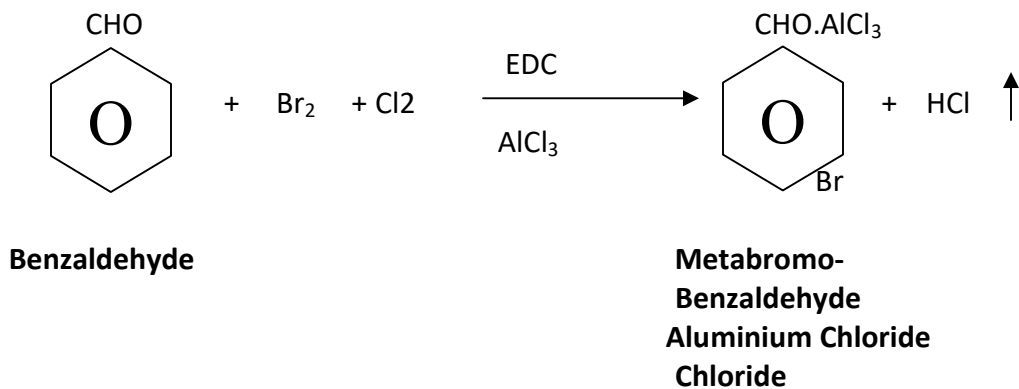 CHO CHO.AlCl₃
EDC
O + Br₂ + Cl2 O + HCl
AlCl₃
Br
Benzaldehyde Metabromo-
Benzaldehyde
Aluminium Chloride
Chloride